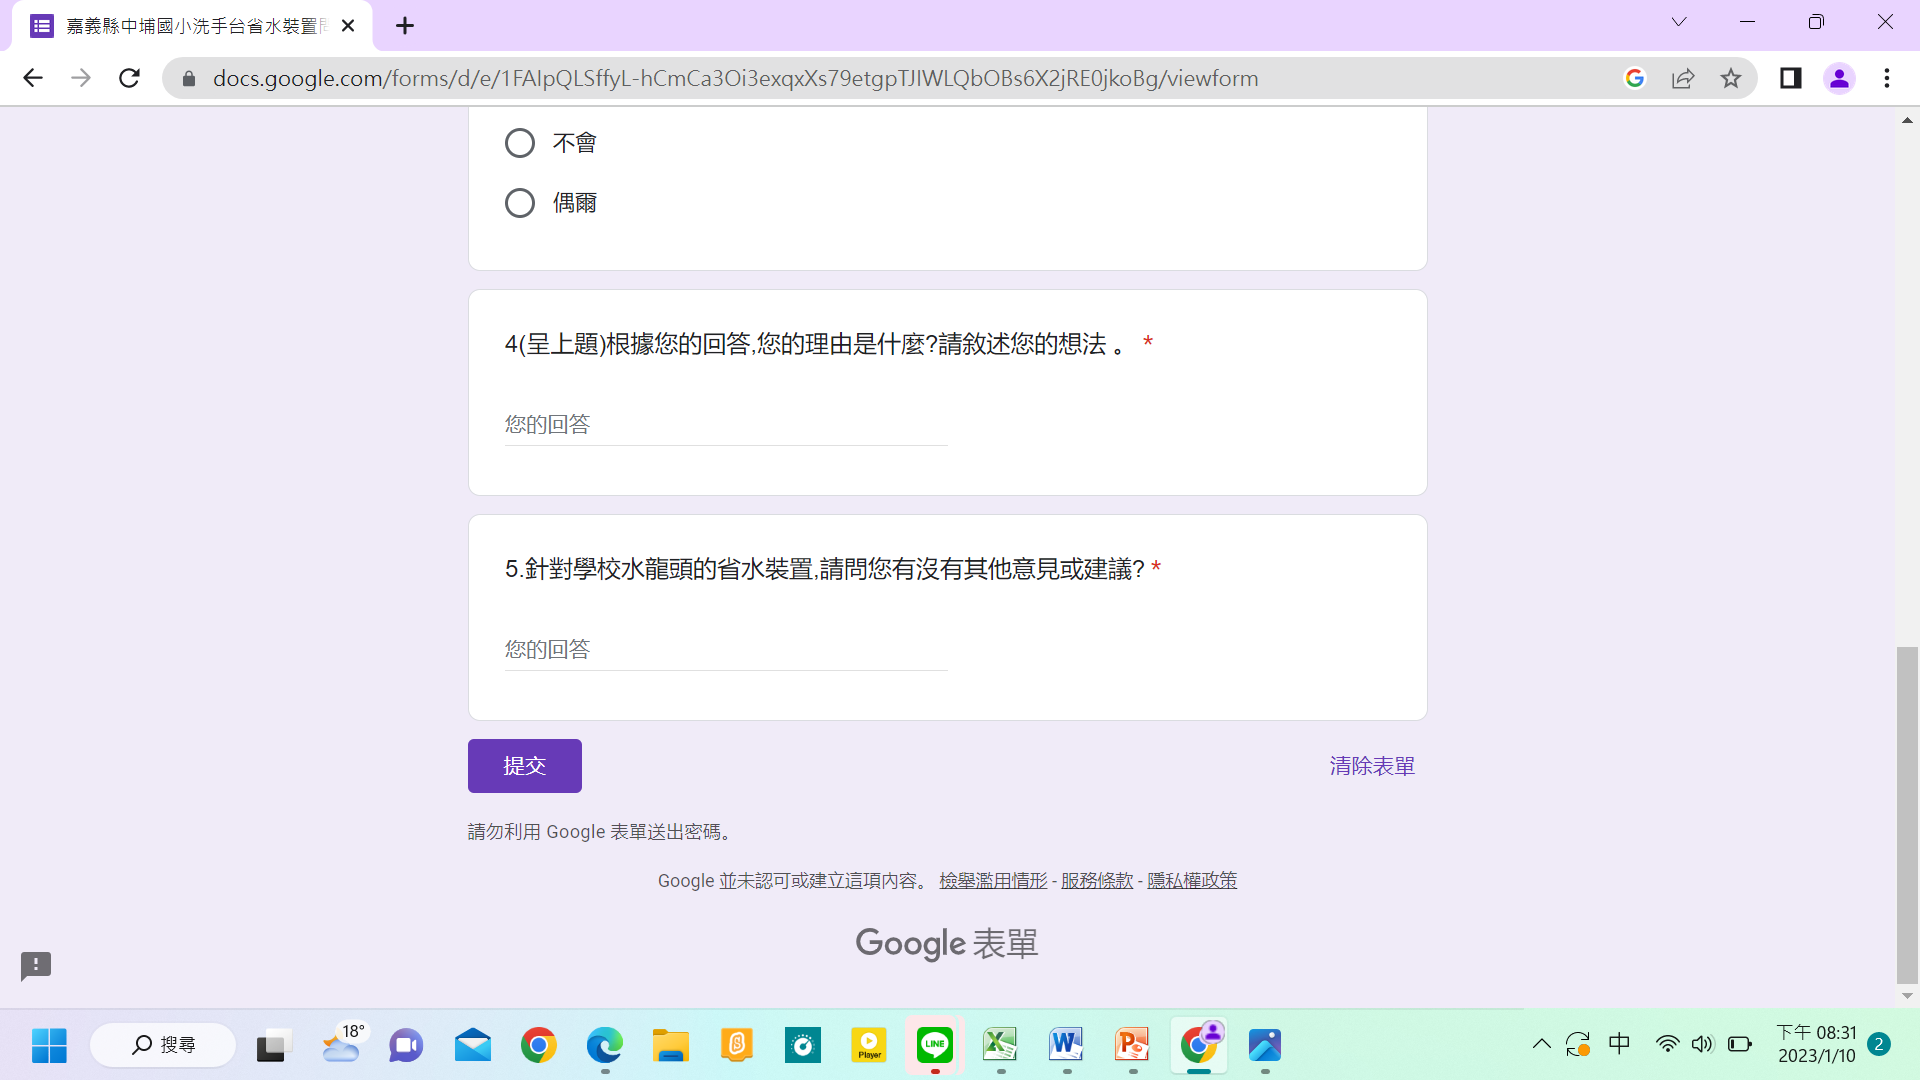 嘉義縣中埔國小洗手台省水裝置
docs.google.com/forms/d/e/1FAIpQLSffyL-hCmCa3Oi3exqxXs79etgpTJIWLQbOBs6X2jRE0jkoBg/viewform
不會
偶爾
4(呈上題)根據您的回答,您的理由是什麼?請敘述您的想法 。 *
您的回答
5.針對學校水龍頭的省水裝置,請問您有沒有其他意見或建議? *
您的回答
提交
清除表單
請勿利用 Google 表單送出密碼。
Google 並未認可或建立這項內容。 檢舉濫用情形 - 服務條款 - 隱私權政策
Google 表單
搜尋
18°
Player
LINE
中
下午 08:31
2023/1/10
2